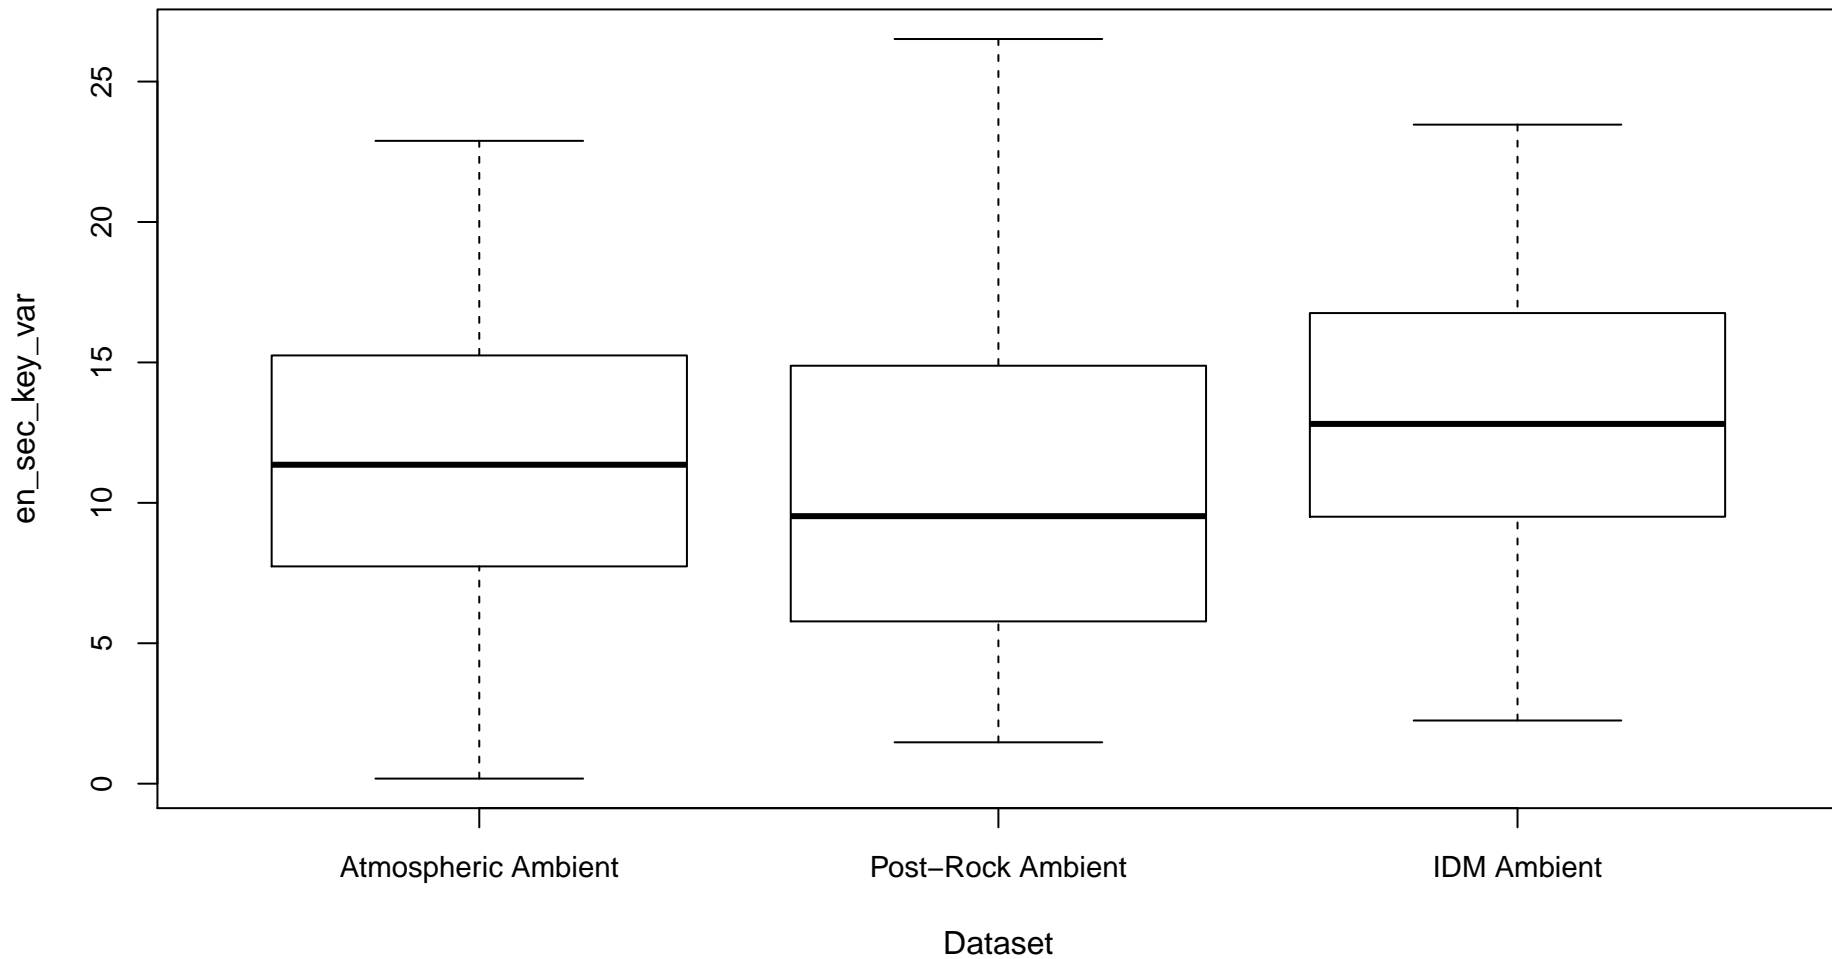 en_sec_key_var
25
20
15
10
5
0
Atmospheric Ambient
Post−Rock Ambient
IDM Ambient
Dataset